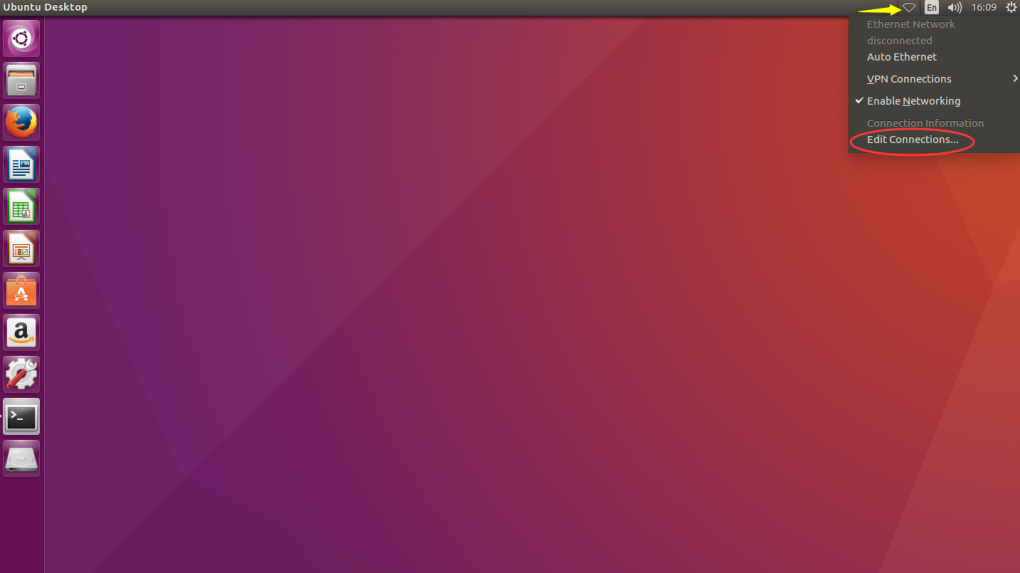 Ubuntu Desktop
En
16:09
Ethernet Network
disconnected
Auto Ethernet
VPN Connections
Enable Networking
Connection Information
Edit Connections...